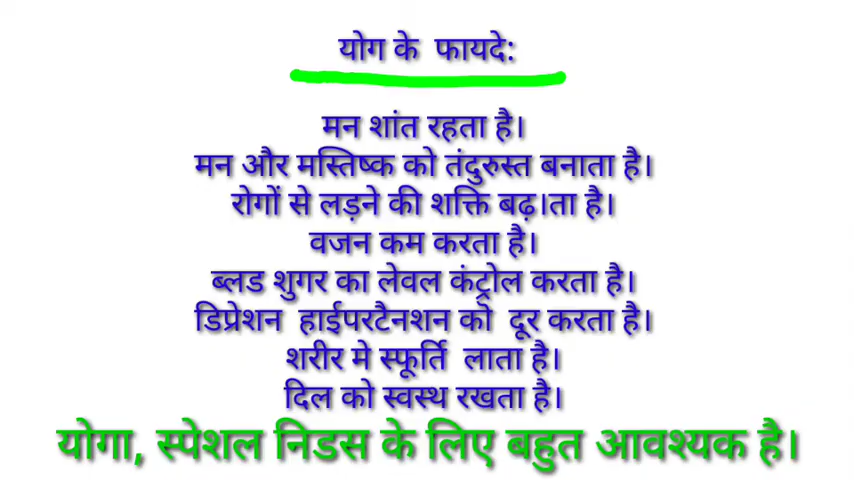 योग के फायदे:
मन शांत रहता है।
मन और मस्तिष्क को तंदुरुस्त बनाता है।
रोगों से लड़ने की शक्ति बढ़।ता है।
वजन कम करता है।
ब्लड शुगर का लेवल कंट्रोल करता है।
डिप्रेशन हाईपरटैनशन को दूर करता है।
शरीर मे स्फूर्ति लाता है।
दिल को स्वस्थ रखता है।
योगा, स्पेशल निडस के लिए बहुत आवश्यक है।